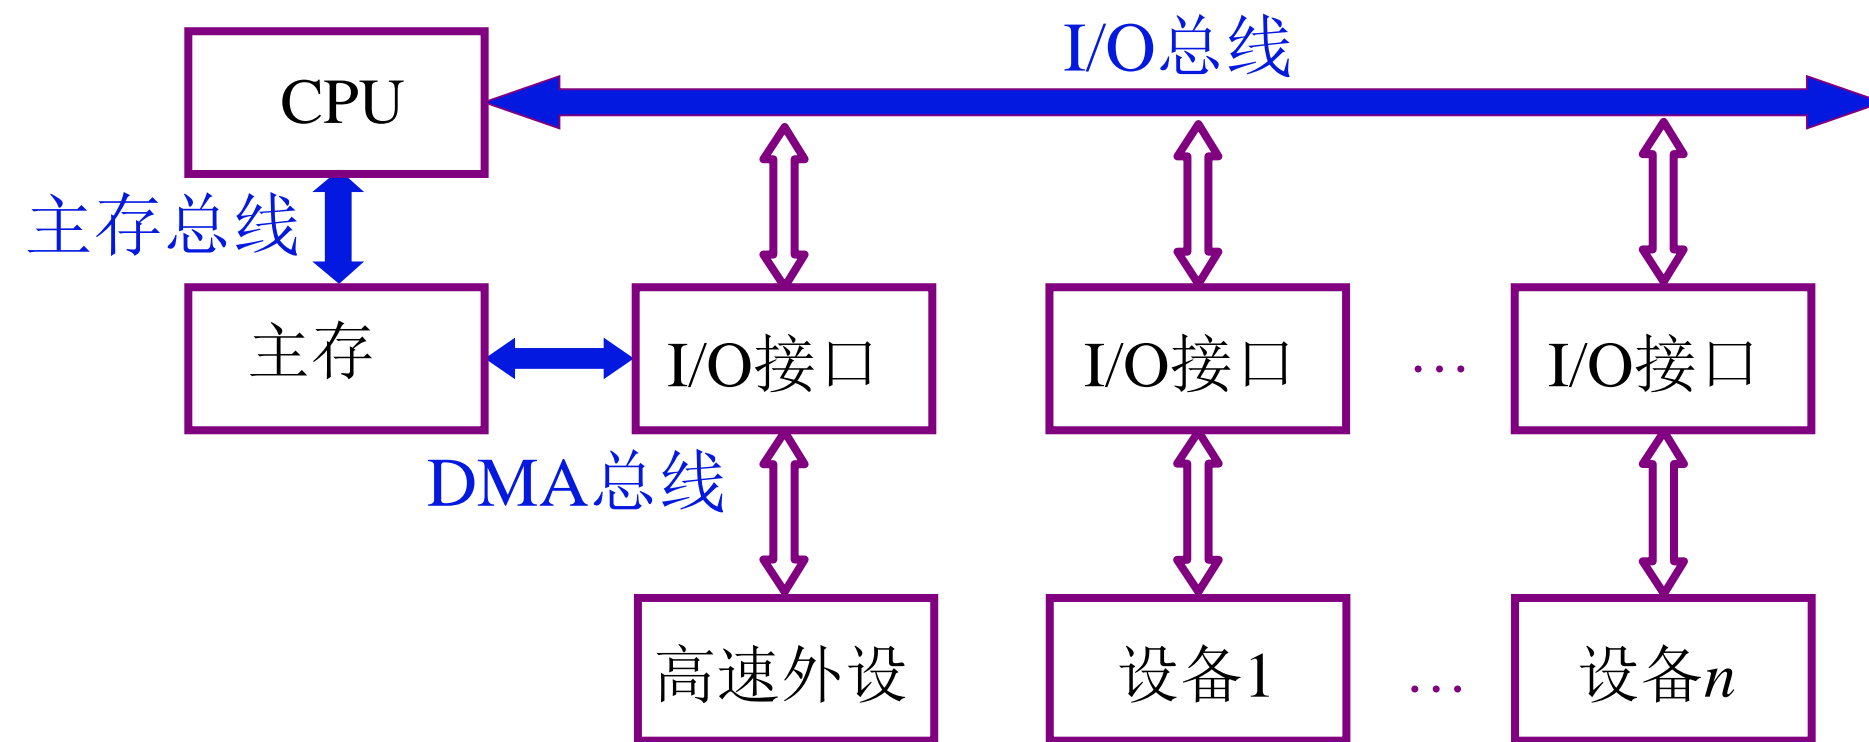 I/O总线
CPU
主存总线
主存
I/O接口
I/O接口
…
I/O接口
DMA总线
高速外设
设备1
…
设备n